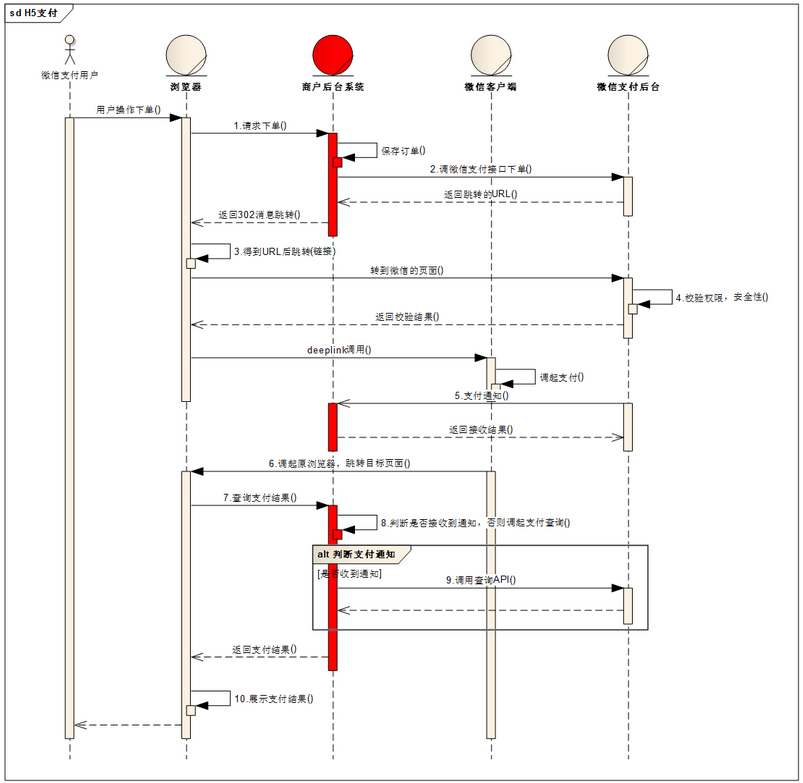 sd H5支付
微信支付用户
浏览器
商户后台系统
微信客户端
微信支付后台
用户操作下单()
1.请求下单()
保存订单()
2.调微信支付接口下单()
返回跳转的URL()
返回302消息跳转()
3.得到URL后跳转(链接)
转到微信的页面()
4.校验权限，安全性()
返回校验结果()
deeplink调用()
调起支付()
5.支付通知()
返回接收结果()
6.调起原浏览器，跳转目标页面()
7.查询支付结果()
8.判断是否接收到通知，否则调起支付查询()
alt 判断支付通知
[是否收到通知]
9.调用查询API()
返回支付结果()
10.展示支付结果()